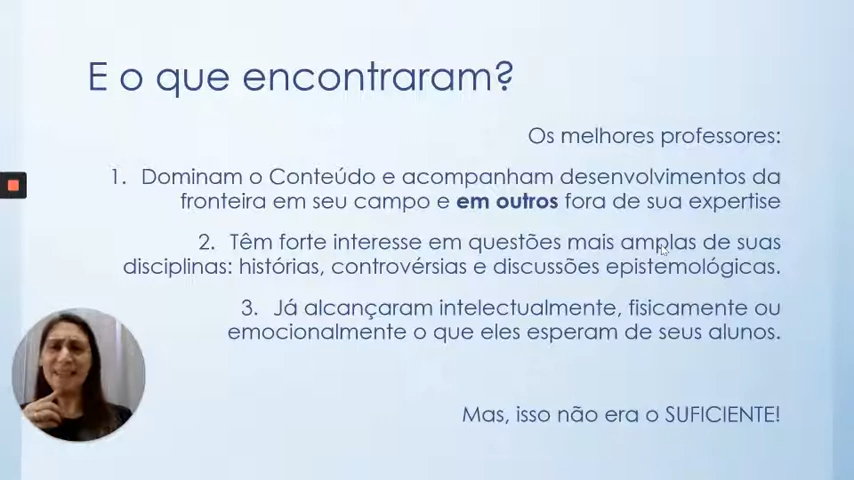 E o que encontraram?
Os melhores professores:
1. Dominam o Conteúdo e acompanham desenvolvimentos da
fronteira em seu campo e em outros fora de sua expertise
2. Têm forte interesse em questões mais amplas de suas
disciplinas: histórias, controvérsias e discussões epistemológicas.
3. Já alcançaram intelectualmente, fisicamente ou
emocionalmente o que eles esperam de seus alunos.
Mas, isso não era o SUFICIENTE!